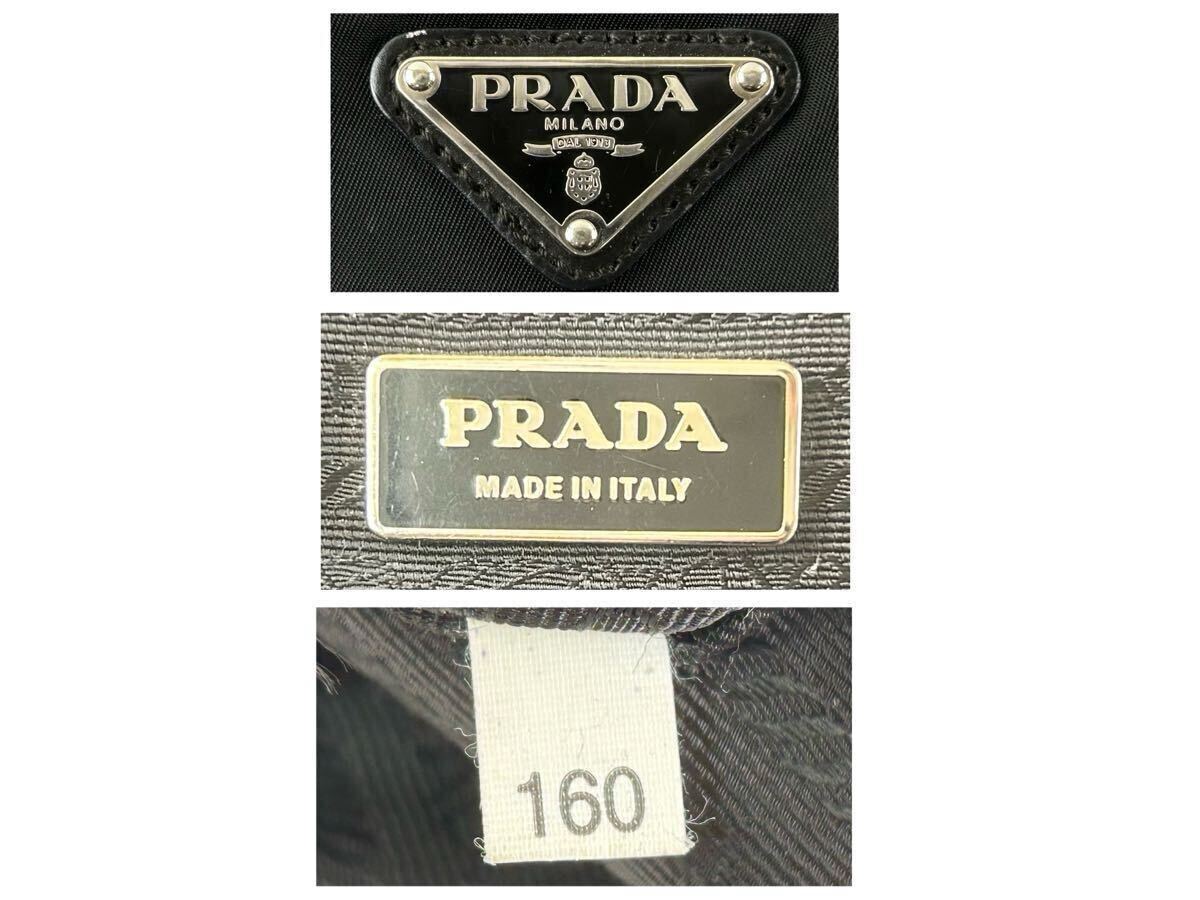 PRADA
MILANO
DAL 1913
PRADA
MADE IN ITALY
160